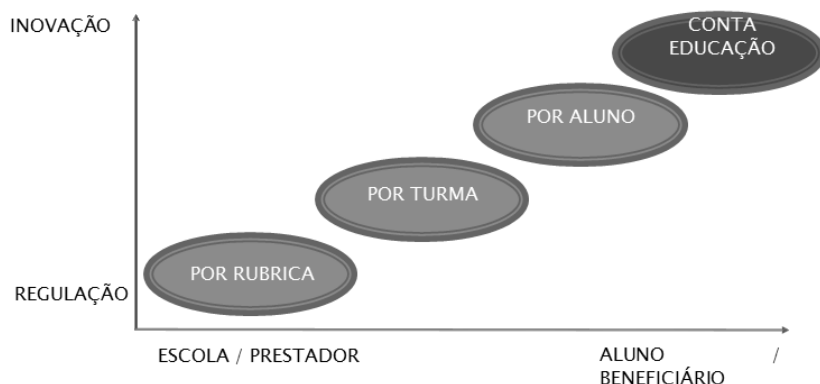 INOVAÇÃO
CONTA
EDUCAÇÃO
POR ALUNO
POR TURMA
POR RUBRICA
REGULAÇÃO
ESCOLA / PRESTADOR
ALUNO /
BENEFICIÁRIO